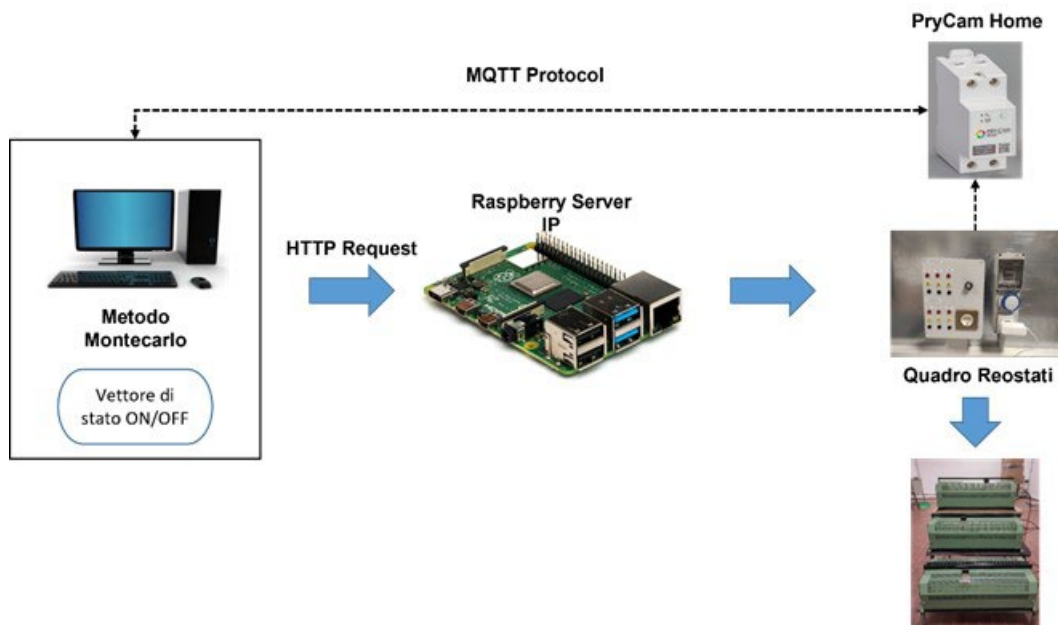 PryCam Home
MQTT Protocol
Raspberry Server
IP
HTTP Request
Metodo
Montecarlo
Vettore di
stato ON/OFF
Quadro Reostati